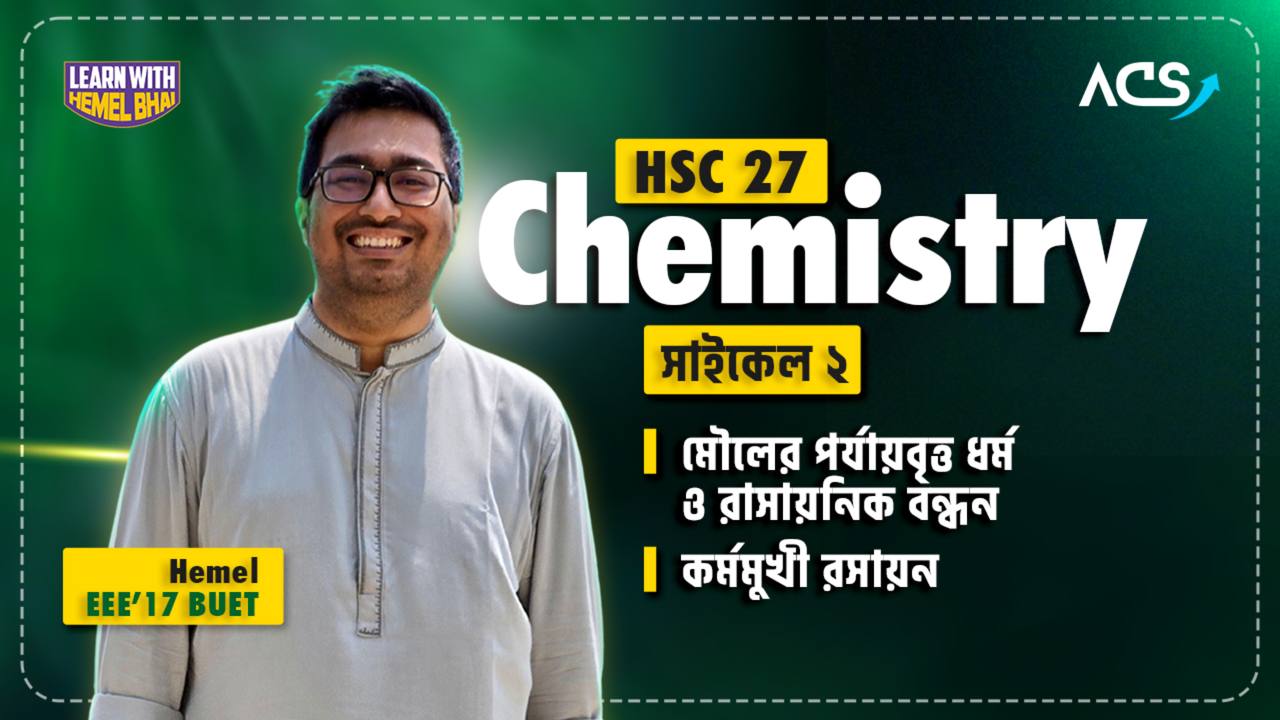 LEARN WITH
HEMEL BHAI
ACS
HSC 27
Chemistry
সাইকেল ২
মৌলের পর্যায়বৃত্ত ধর্ম
ও রাসায়নিক বন্ধন
কর্মমূখী রসায়ন
Hemel
EEE'17 BUET